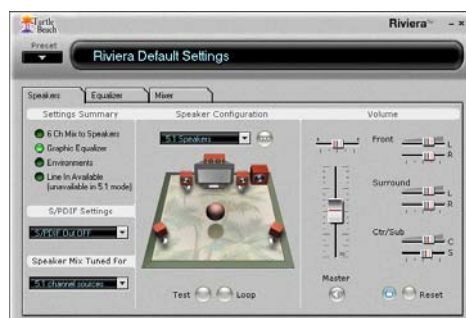 Turtle Beach
Riviera™
Preset
Riviera Default Settings
Speakers
Equalizer
Mixer
Settings Summary
6 Ch Mix to Speakers
Graphic Equalizer
Environments
Line In Available
(unavailable in 5.1 mode)
S/PDIF Settings
S/PDIF Out OFF
Speaker Mix Tuned For
5.1 channel sources
Speaker Configuration
5.1 Speakers
Test
Loop
Volume
Front
L
R
Surround
L
R
Ctr/Sub
C
S
Master
Reset